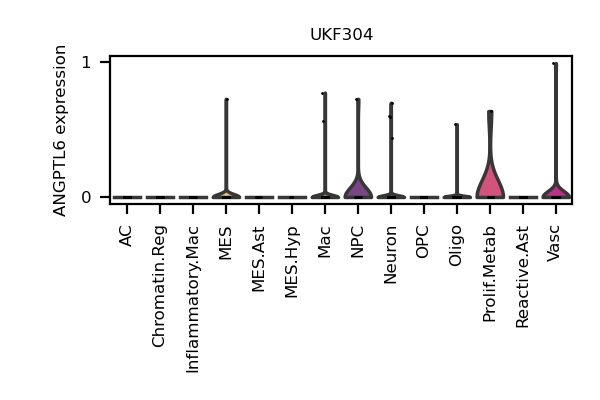 UKF304
ANGPTL6 expression
1
0
AC
Chromatin.Reg
Inflammatory.Mac
MES
MES.Ast
MES.Hyp
Mac
NPC
Neuron
OPC
Oligo
Prolif.Metab
Reactive.Ast
Vasc